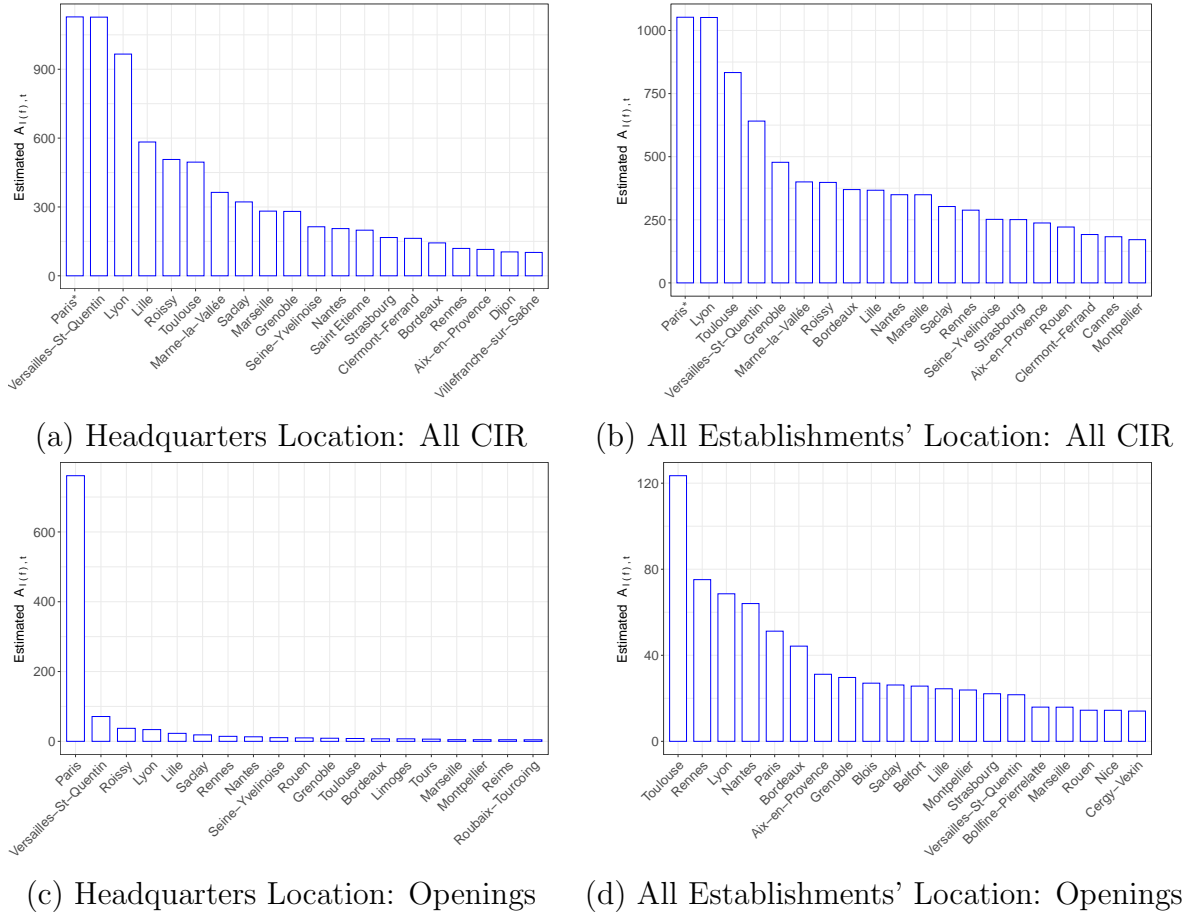 Estimated A l(f),t
900
600
300
0
Paris*
Versailles−St−Quentin
Lyon
Lille
Roissy
Toulouse
Marne−la−Vallée
Saclay
Marseille
Grenoble
Seine−Yvelinoise
Nantes
Saint Etienne
Strasbourg
Clermont−Ferrand
Bordeaux
Rennes
Aix−en−Provence
Dijon
Villefranche−sur−Saône
(a) Headquarters Location: All CIR
Estimated A l(f),t
1000
750
500
250
0
Paris*
Lyon
Toulouse
Versailles−St−Quentin
Grenoble
Marne−la−Vallée
Roissy
Bordeaux
Lille
Nantes
Marseille
Saclay
Rennes
Seine−Yvelinoise
Strasbourg
Aix−en−Provence
Rouen
Clermont−Ferrand
Cannes
Montpellier
(b) All Establishments’ Location: All CIR
Estimated A l(f),t
600
400
200
0
Paris
Versailles−St−Quentin
Roissy
Lyon
Lille
Saclay
Rennes
Nantes
Seine−Yvelinoise
Rouen
Grenoble
Toulouse
Bordeaux
Limoges
Tours
Marseille
Montpellier
Reims
Roubaix−Tourcoing
(c) Headquarters Location: Openings
Estimated A l(f),t
120
80
40
0
Toulouse
Rennes
Lyon
Nantes
Paris
Bordeaux
Aix−en−Provence
Grenoble
Blois
Saclay
Belfort
Lille
Montpellier
Strasbourg
Versailles−St−Quentin
Bollfine−Pierrelatte
Marseille
Rouen
Nice
Cergy−Vexin
(d) All Establishments’ Location: Openings